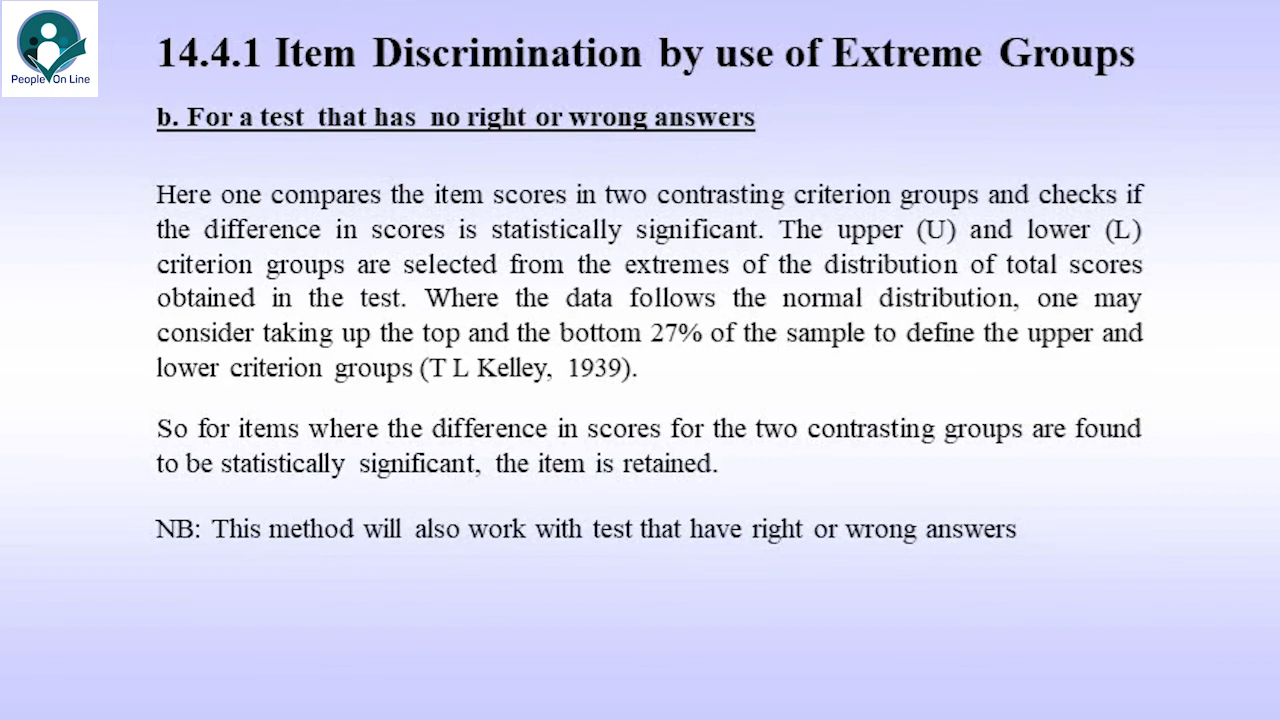 People On Line
14.4.1 Item Discrimination by use of Extreme Groups
b. For a test that has no right or wrong answers
Here one compares the item scores in two contrasting criterion groups and checks if
the difference in scores is statistically significant. The upper (U) and lower (L)
criterion groups are selected from the extremes of the distribution of total scores
obtained in the test. Where the data follows the normal distribution, one may
consider taking up the top and the bottom 27% of the sample to define the upper and
lower criterion groups (T L Kelley, 1939).
So for items where the difference in scores for the two contrasting groups are found
to be statistically significant, the item is retained.
NB: This method will also work with test that have right or wrong answers